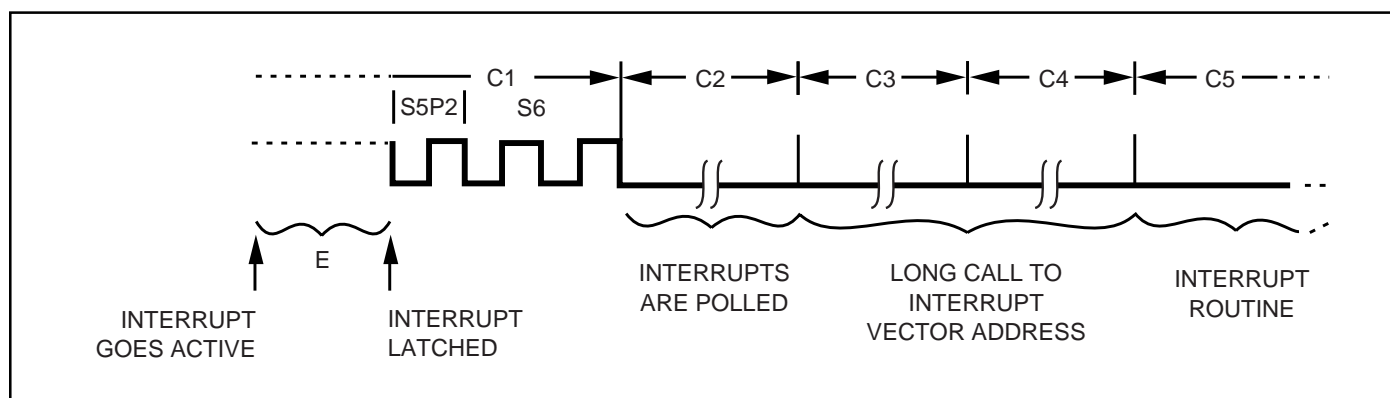 C1 C2 C3 C4 C5
S5P2 S6
E
INTERRUPT
GOES ACTIVE
INTERRUPT
LATCHED
INTERRUPTS
ARE POLLED
LONG CALL TO
INTERRUPT
VECTOR ADDRESS
INTERRUPT
ROUTINE